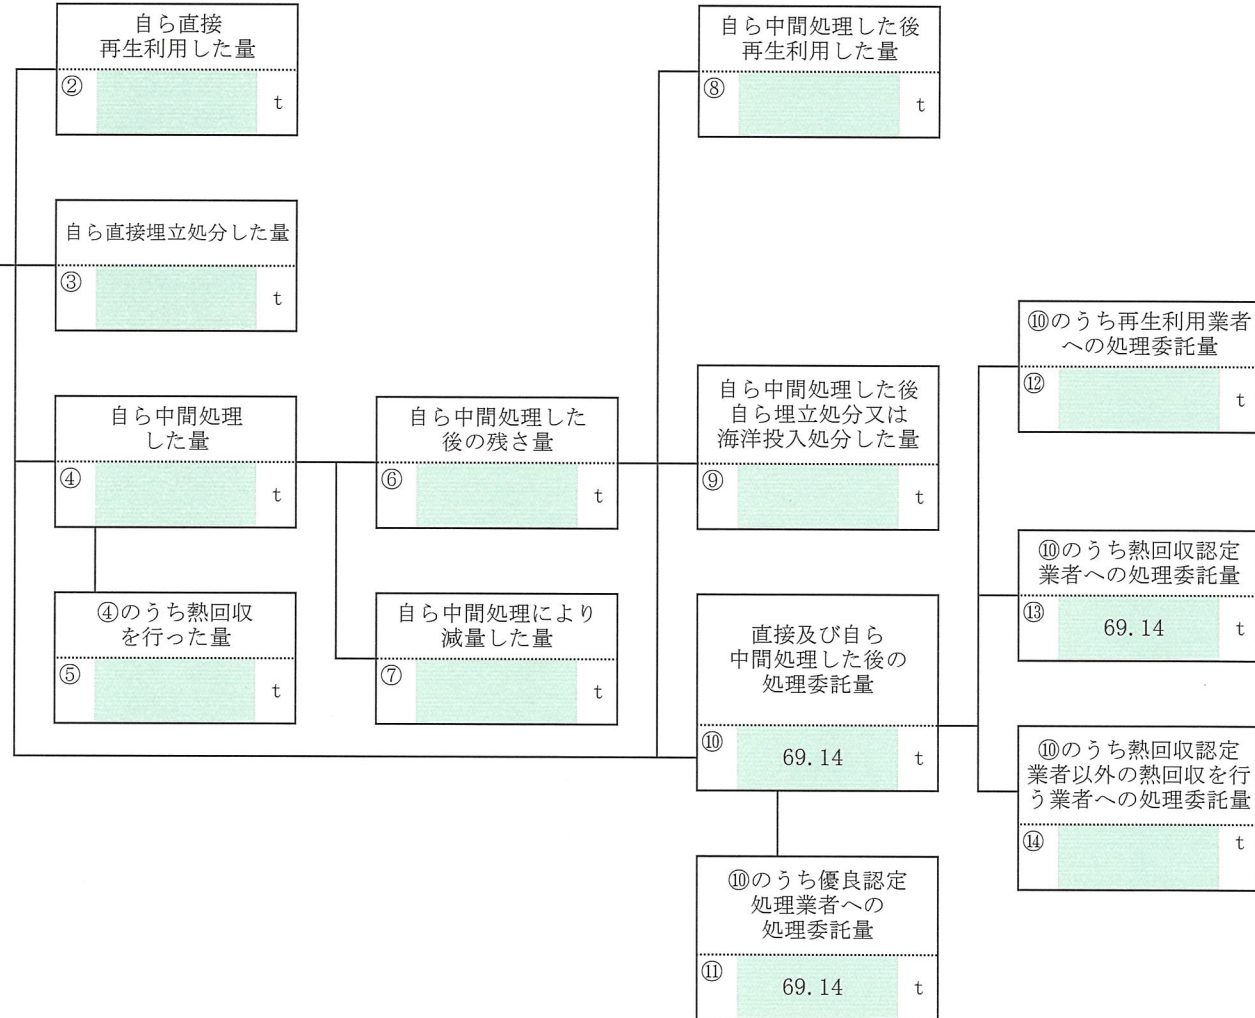 自ら直接
再生利用した量
②
t
自ら直接埋立処分した量
③
t
自ら中間処理
した量
④
t
④のうち熱回収
を行った量
⑤
t
自ら中間処理した
後の残さ量
⑥
t
自ら中間処理により
減量した量
⑦
t
自ら中間処理した後
再生利用した量
⑧
t
自ら中間処理した後
自ら埋立処分又は
海洋投入処分した量
⑨
t
直接及び自ら
中間処理した後の
処理委託量
⑩ 69.14 t
⑩のうち優良認定
処理業者への
処理委託量
⑪ 69.14 t
⑩のうち再生利用業者
への処理委託量
⑫
t
⑩のうち熱回収認定
業者への処理委託量
⑬ 69.14 t
⑩のうち熱回収認定
業者以外の熱回収を行
う業者への処理委託量
⑭
t